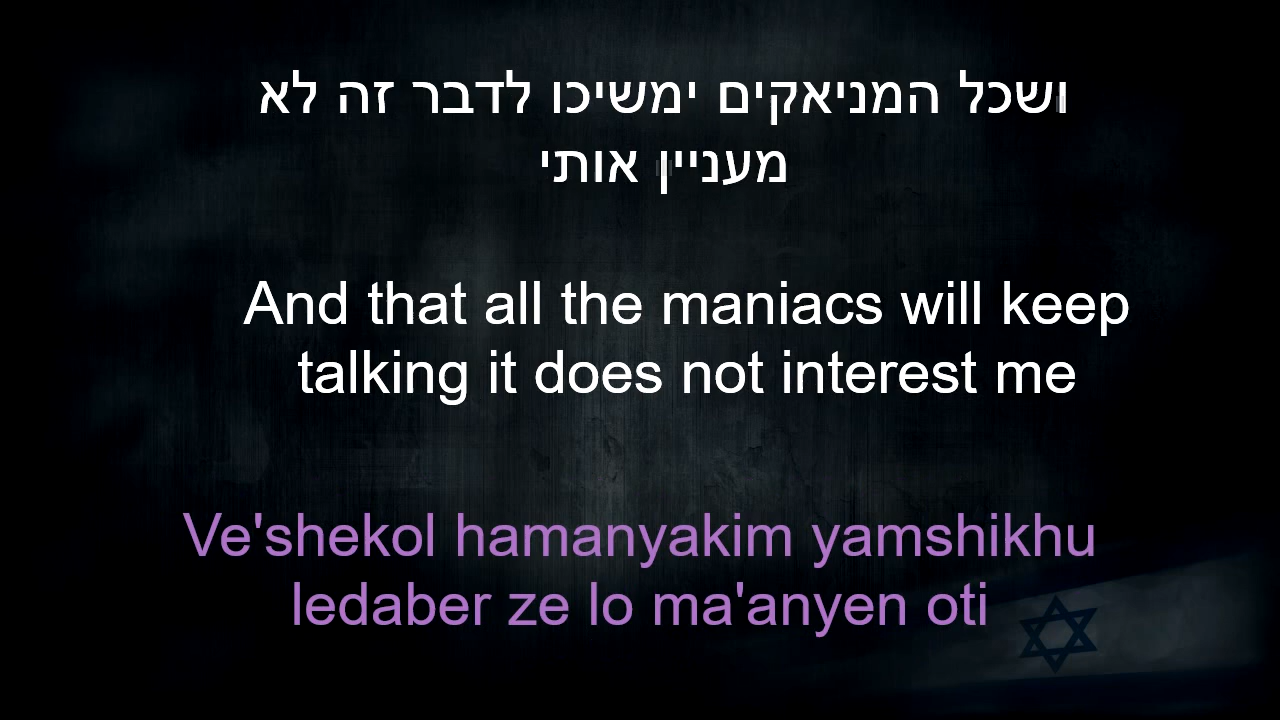 ושכל המניאקים ימשיכו לדבר זה לא
מעניין אותי
And that all the maniacs will keep
talking it does not interest me
Ve'shekol hamanyakim yamshikhu
ledaber ze lo ma'anyen oti